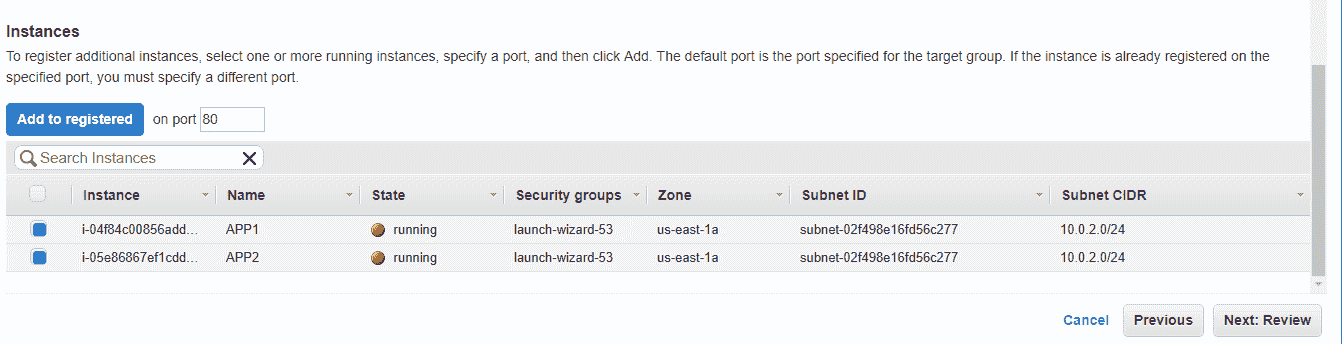 Instances
To register additional instances, select one or more running instances, specify a port, and then click Add. The default port is the port specified for the target group. If the instance is already registered on the
specified port, you must specify a different port.
Add to registered on port 80
Search Instances
Instance Name State Security groups Zone Subnet ID Subnet CIDR
i-04f84c00856add... APP1 running launch-wizard-53 us-east-1a subnet-02f498e16fd56c277 10.0.2.0/24
i-05e86867ef1cdd... APP2 running launch-wizard-53 us-east-1a subnet-02f498e16fd56c277 10.0.2.0/24
Cancel Previous Next: Review